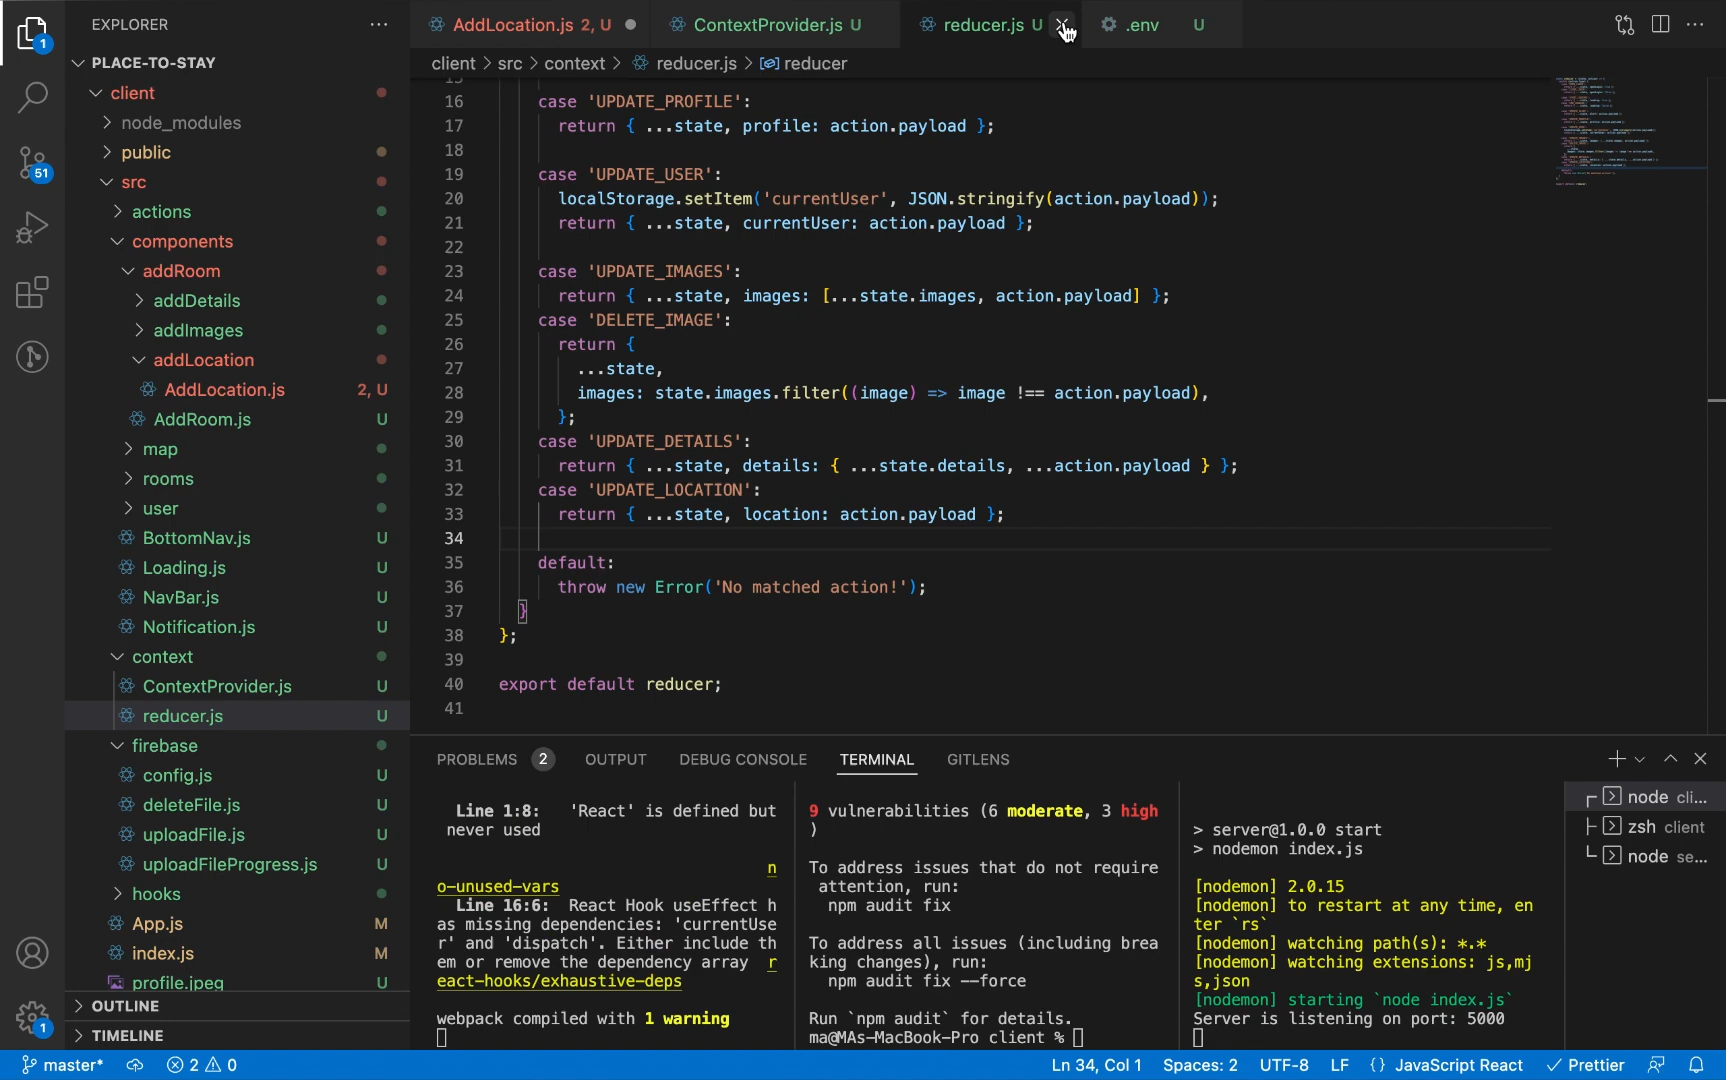 EXPLORER
AddLocation.js 2, U
ContextProvider.js U
reducer.js U
.env U
PLACE-TO-STAY
client > src > context > reducer.js > reducer
client
node_modules
public
src
actions
components
addRoom
addDetails
addImages
addLocation
AddLocation.js 2, U
AddRoom.js U
map
rooms
user
BottomNav.js U
Loading.js U
NavBar.js U
Notification.js U
context
ContextProvider.js U
reducer.js U
firebase
config.js U
deleteFile.js U
uploadFile.js U
uploadFileProgress.js U
hooks
App.js M
index.js M
profile.jpeg U
OUTLINE
TIMELINE
1
51
1
15
16 case 'UPDATE_PROFILE':
17 return { ...state, profile: action.payload };
18
19 case 'UPDATE_USER':
20 localStorage.setItem('currentUser', JSON.stringify(action.payload));
21 return { ...state, currentUser: action.payload };
22
23 case 'UPDATE_IMAGES':
24 return { ...state, images: [...state.images, action.payload] };
25 case 'DELETE_IMAGE':
26 return {
27 ...state,
28 images: state.images.filter((image) => image !== action.payload),
29 };
30 case 'UPDATE_DETAILS':
31 return { ...state, details: { ...state.details, ...action.payload } };
32 case 'UPDATE_LOCATION':
33 return { ...state, location: action.payload };
34
35 default:
36 throw new Error('No matched action!');
37 }
38 };
39
40 export default reducer;
41
PROBLEMS 2 OUTPUT DEBUG CONSOLE TERMINAL GITLENS
Line 1:8: 'React' is defined but
never used
n
o-unused-vars
Line 16:6: React Hook useEffect h
as missing dependencies: 'currentUse
r' and 'dispatch'. Either include th
em or remove the dependency array r
eact-hooks/exhaustive-deps
webpack compiled with 1 warning
9 vulnerabilities (6 moderate, 3 high
)
To address issues that do not require
attention, run:
npm audit fix
To address all issues (including brea
king changes), run:
npm audit fix --force
Run `npm audit` for details.
ma@MAs-MacBook-Pro client %
> server@1.0.0 start
> nodemon index.js
[nodemon] 2.0.15
[nodemon] to restart at any time, en
ter `rs`
[nodemon] watching path(s): *.*
[nodemon] watching extensions: js,mj
s,json
[nodemon] starting `node index.js`
Server is listening on port: 5000
node cli...
zsh client
node se...
master* 2 0 Ln 34, Col 1 Spaces: 2 UTF-8 LF {} JavaScript React Prettier